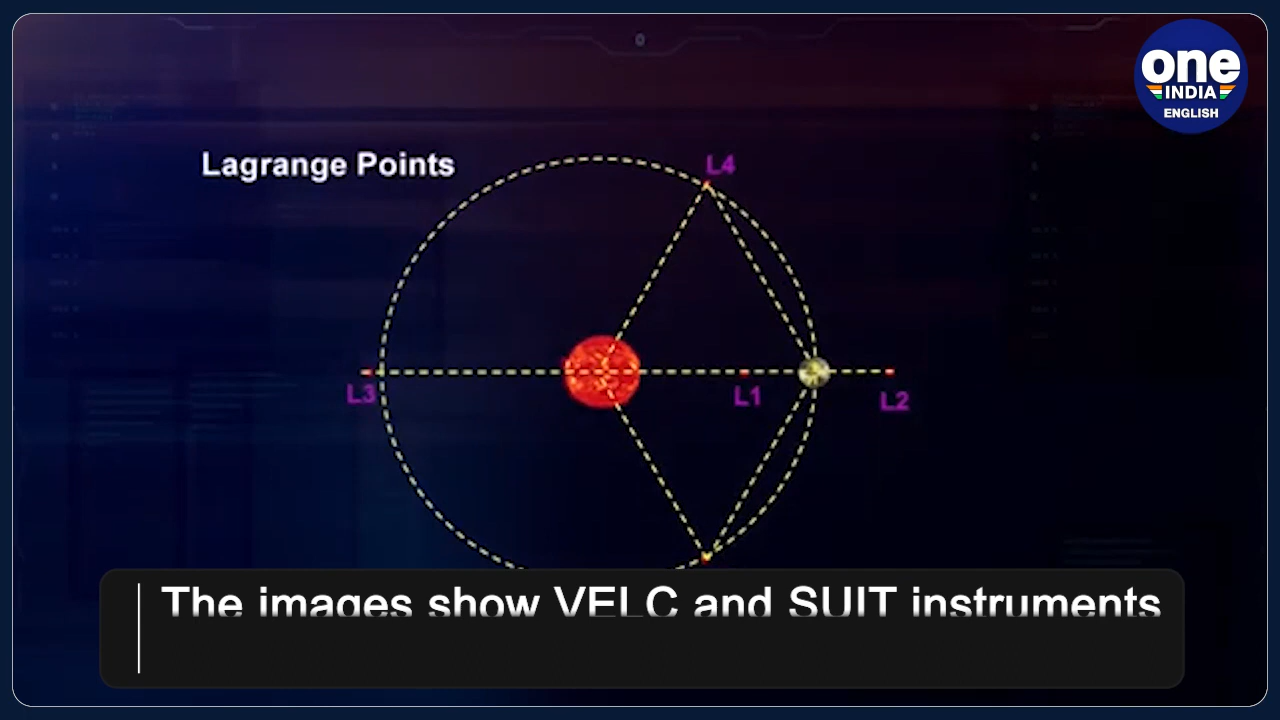 one
INDIA
ENGLISH
Lagrange Points
L4
L3
L1
L2
The images show VELC and SUIT instruments